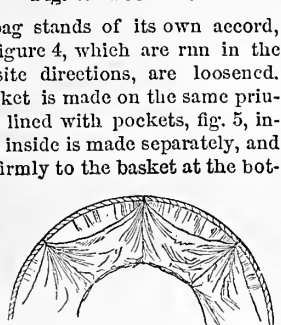 bag stands of its own accord,
igure 4, which are rnn in the
site directions, are loosened.
ket is made on the same priu-
lined with pockets, fig. 5, in-
inside is made separately, and
firmly to the basket at the bot-